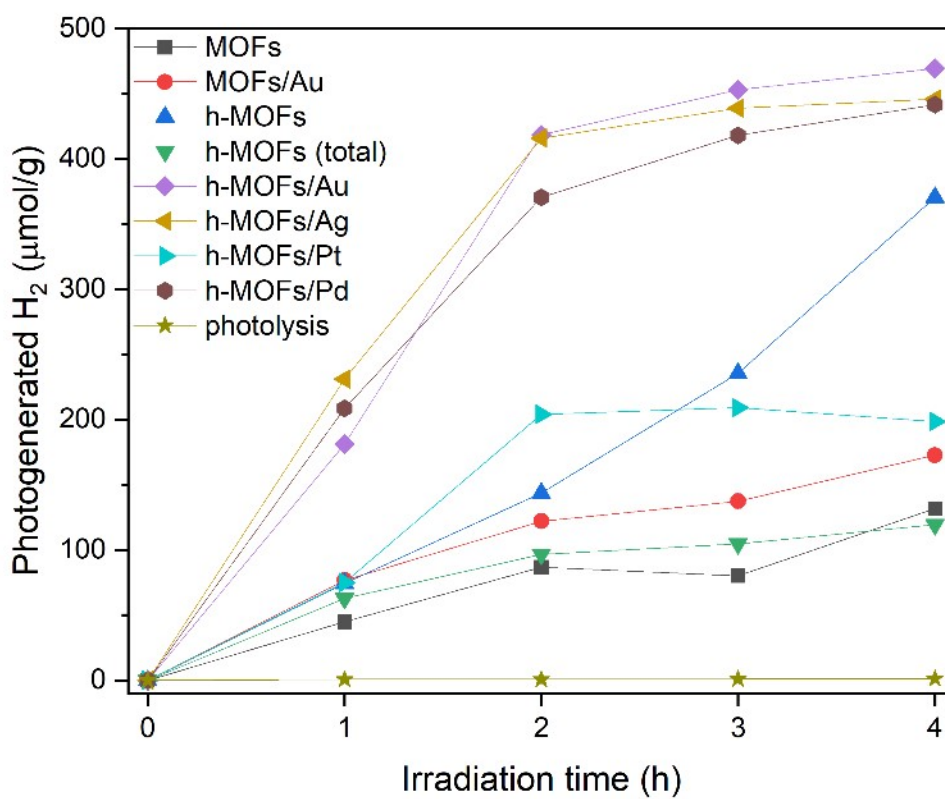 500
400
300
200
100
0
Photogenerated H₂ (μmol/g)
MOFs
MOFs/Au
h-MOFs
h-MOFs (total)
h-MOFs/Au
h-MOFs/Ag
h-MOFs/Pt
h-MOFs/Pd
photolysis
0 1 2 3 4
Irradiation time (h)